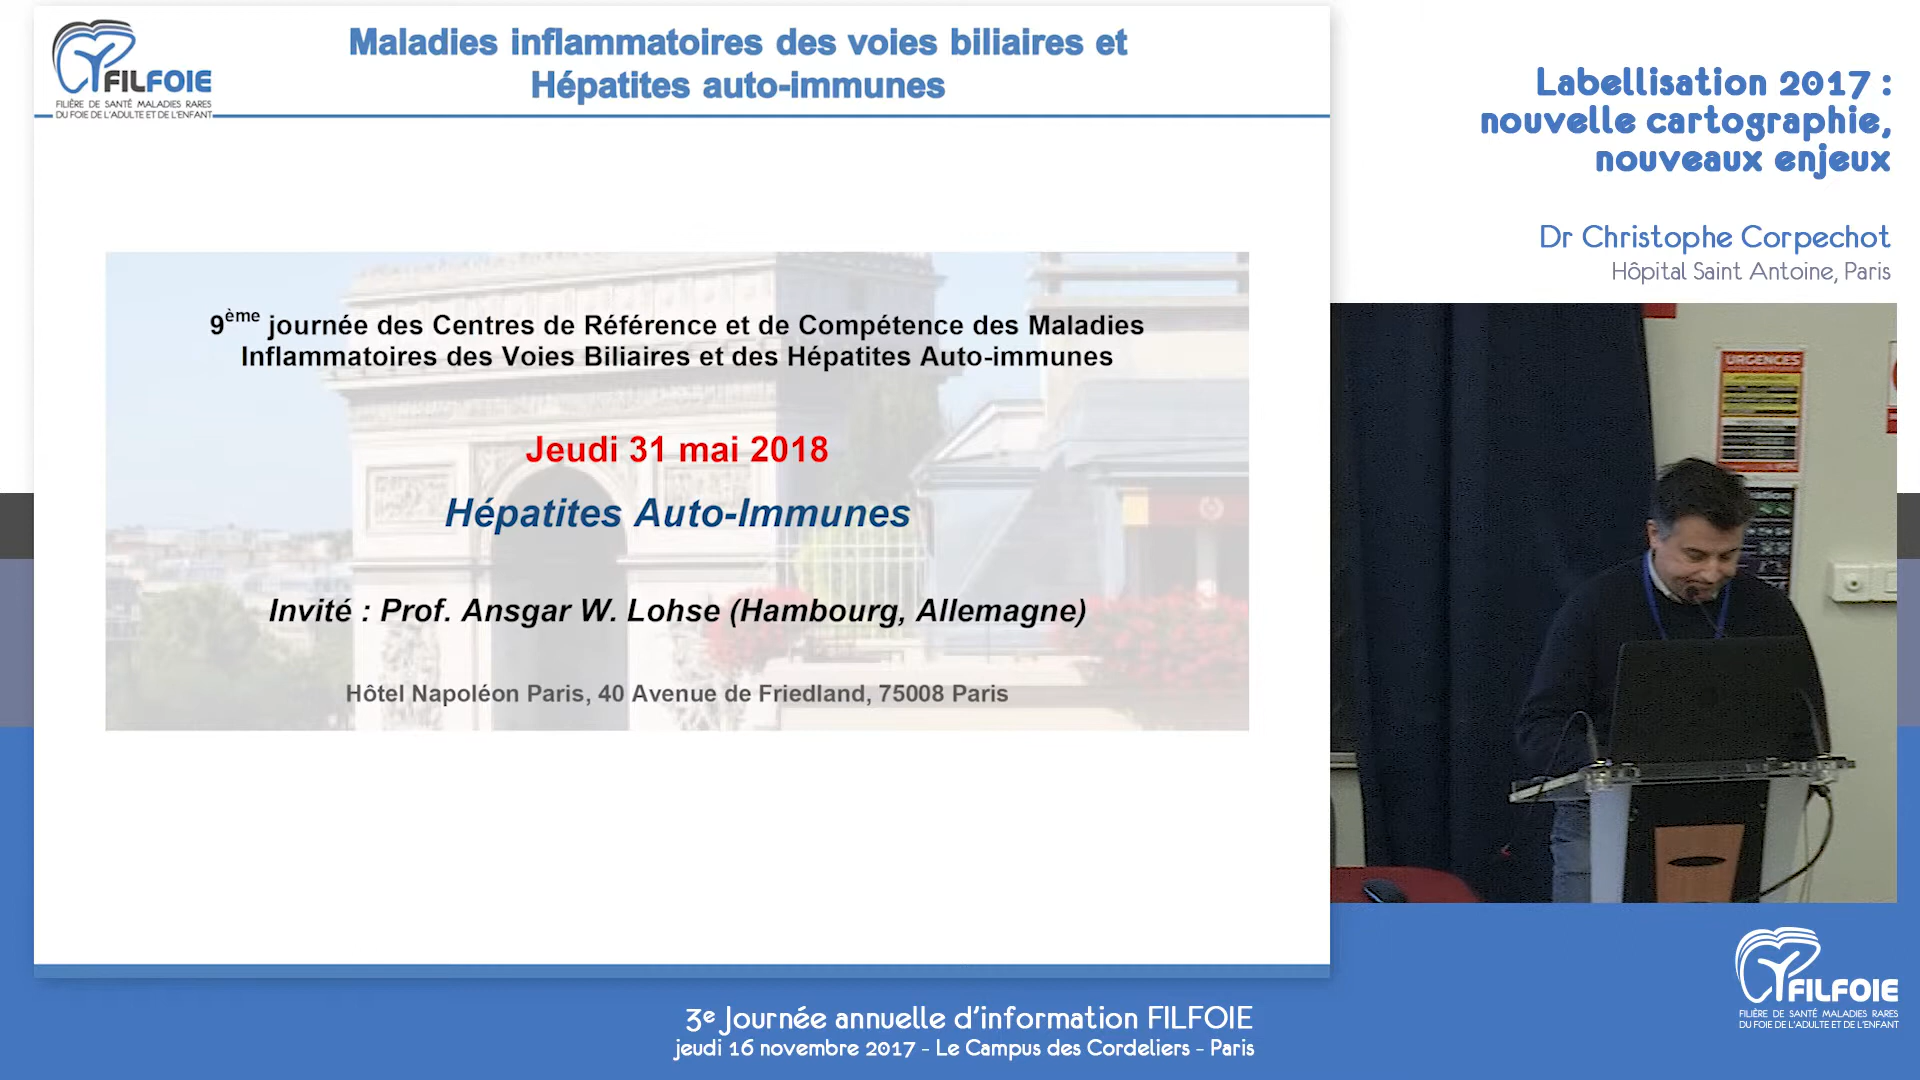 FILFOIE
FILIÈRE DE SANTÉ MALADIES RARES
DU FOIE DE L'ADULTE ET DE L'ENFANT
Maladies inflammatoires des voies biliaires et
Hépatites auto-immunes
9ème journée des Centres de Référence et de Compétence des Maladies
Inflammatoires des Voies Biliaires et des Hépatites Auto-immunes
Jeudi 31 mai 2018
Hépatites Auto-Immunes
Invité : Prof. Ansgar W. Lohse (Hambourg, Allemagne)
Hôtel Napoléon Paris, 40 Avenue de Friedland, 75008 Paris
Labellisation 2017 :
nouvelle cartographie,
nouveaux enjeux
Dr Christophe Corpechot
Hôpital Saint Antoine, Paris
URGENCES
FILFOIE
FILIÈRE DE SANTÉ MALADIES RARES
DU FOIE DE L'ADULTE ET DE L'ENFANT
3e Journée annuelle d'information FILFOIE
jeudi 16 novembre 2017 - Le Campus des Cordeliers - Paris